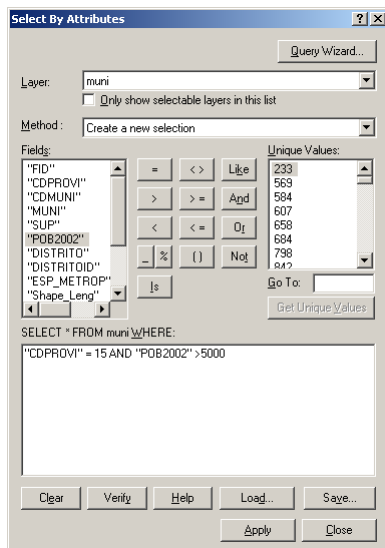 Select By Attributes
Query Wizard...
Layer: muni
Only show selectable layers in this list
Method : Create a new selection
Fields: Unique Values:
"FID" = <> Like 233
"CDPROVI" 569
"CDMUNI" > >= And 584
"MUNI" 607
"SUP" < <= Or 658
"POB2002" 684
"DISTRITO" _ % () Not 798
"DISTRITOID" 842
"ESP_METROP" Is Go To:
"Shape_Leng" Get Unique Values
SELECT * FROM muni WHERE:
"CDPROVI" = 15 AND "POB2002" >5000
Clear Verify Help Load... Save...
Apply Close